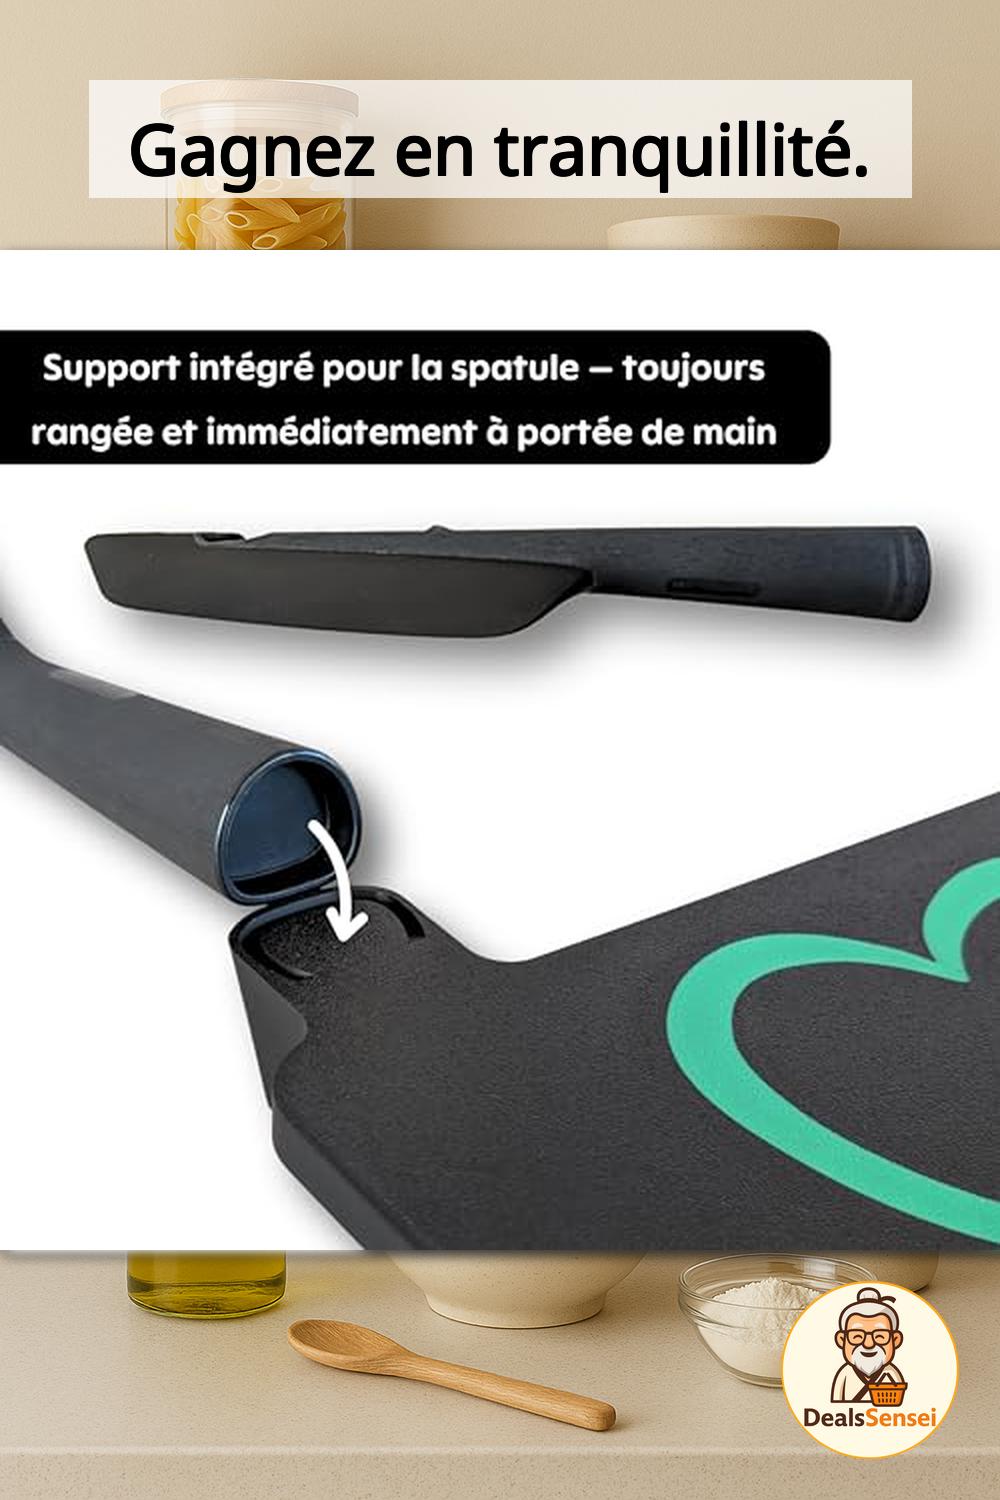 Gagnez en tranquillité.
Support intégré pour la spatule – toujours
rangée et immédiatement à portée de main
DealsSensei